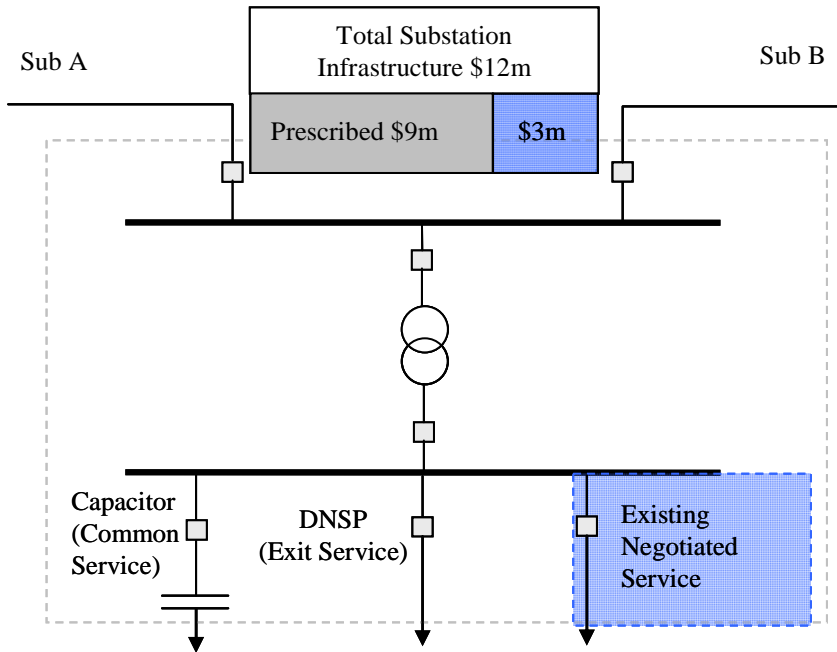 Total Substation
Infrastructure $12m
Sub A
Sub B
Prescribed $9m
$3m
Capacitor
(Common
Service)
DNSP
(Exit Service)
Existing
Negotiated
Service